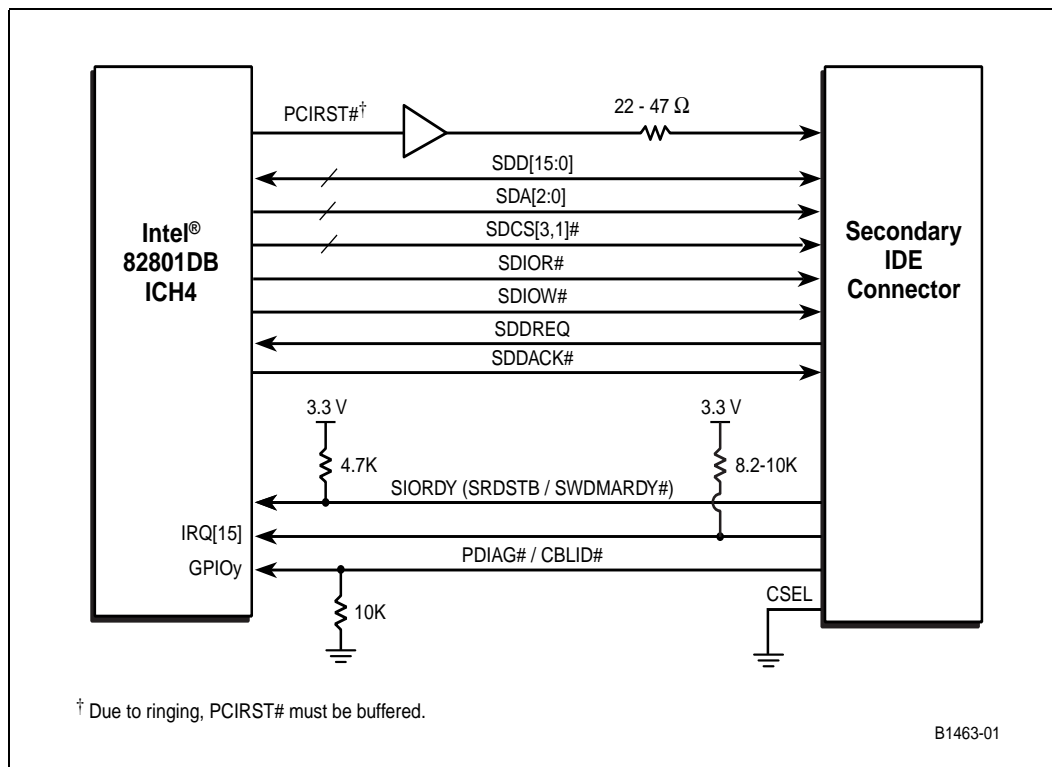 PCIRST#†
22 - 47 Ω
SDD[15:0]
SDA[2:0]
SDCS[3,1]#
SDIOR#
SDIOW#
SDDREQ
SDDACK#
Intel®
82801DB
ICH4
Secondary
IDE
Connector
3.3 V
3.3 V
4.7K
8.2-10K
SIORDY (SRDSTB / SWDMARDY#)
IRQ[15]
PDIAG# / CBLID#
GPIOy
CSEL
10K
† Due to ringing, PCIRST# must be buffered.
B1463-01